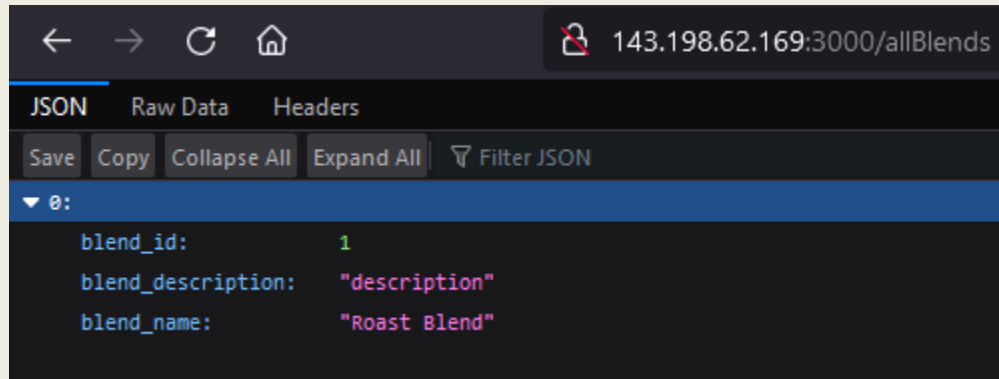 143.198.62.169:3000/allBlends
JSON Raw Data Headers
Save Copy Collapse All Expand All Filter JSON
0:
blend_id: 1
blend_description: "description"
blend_name: "Roast Blend"